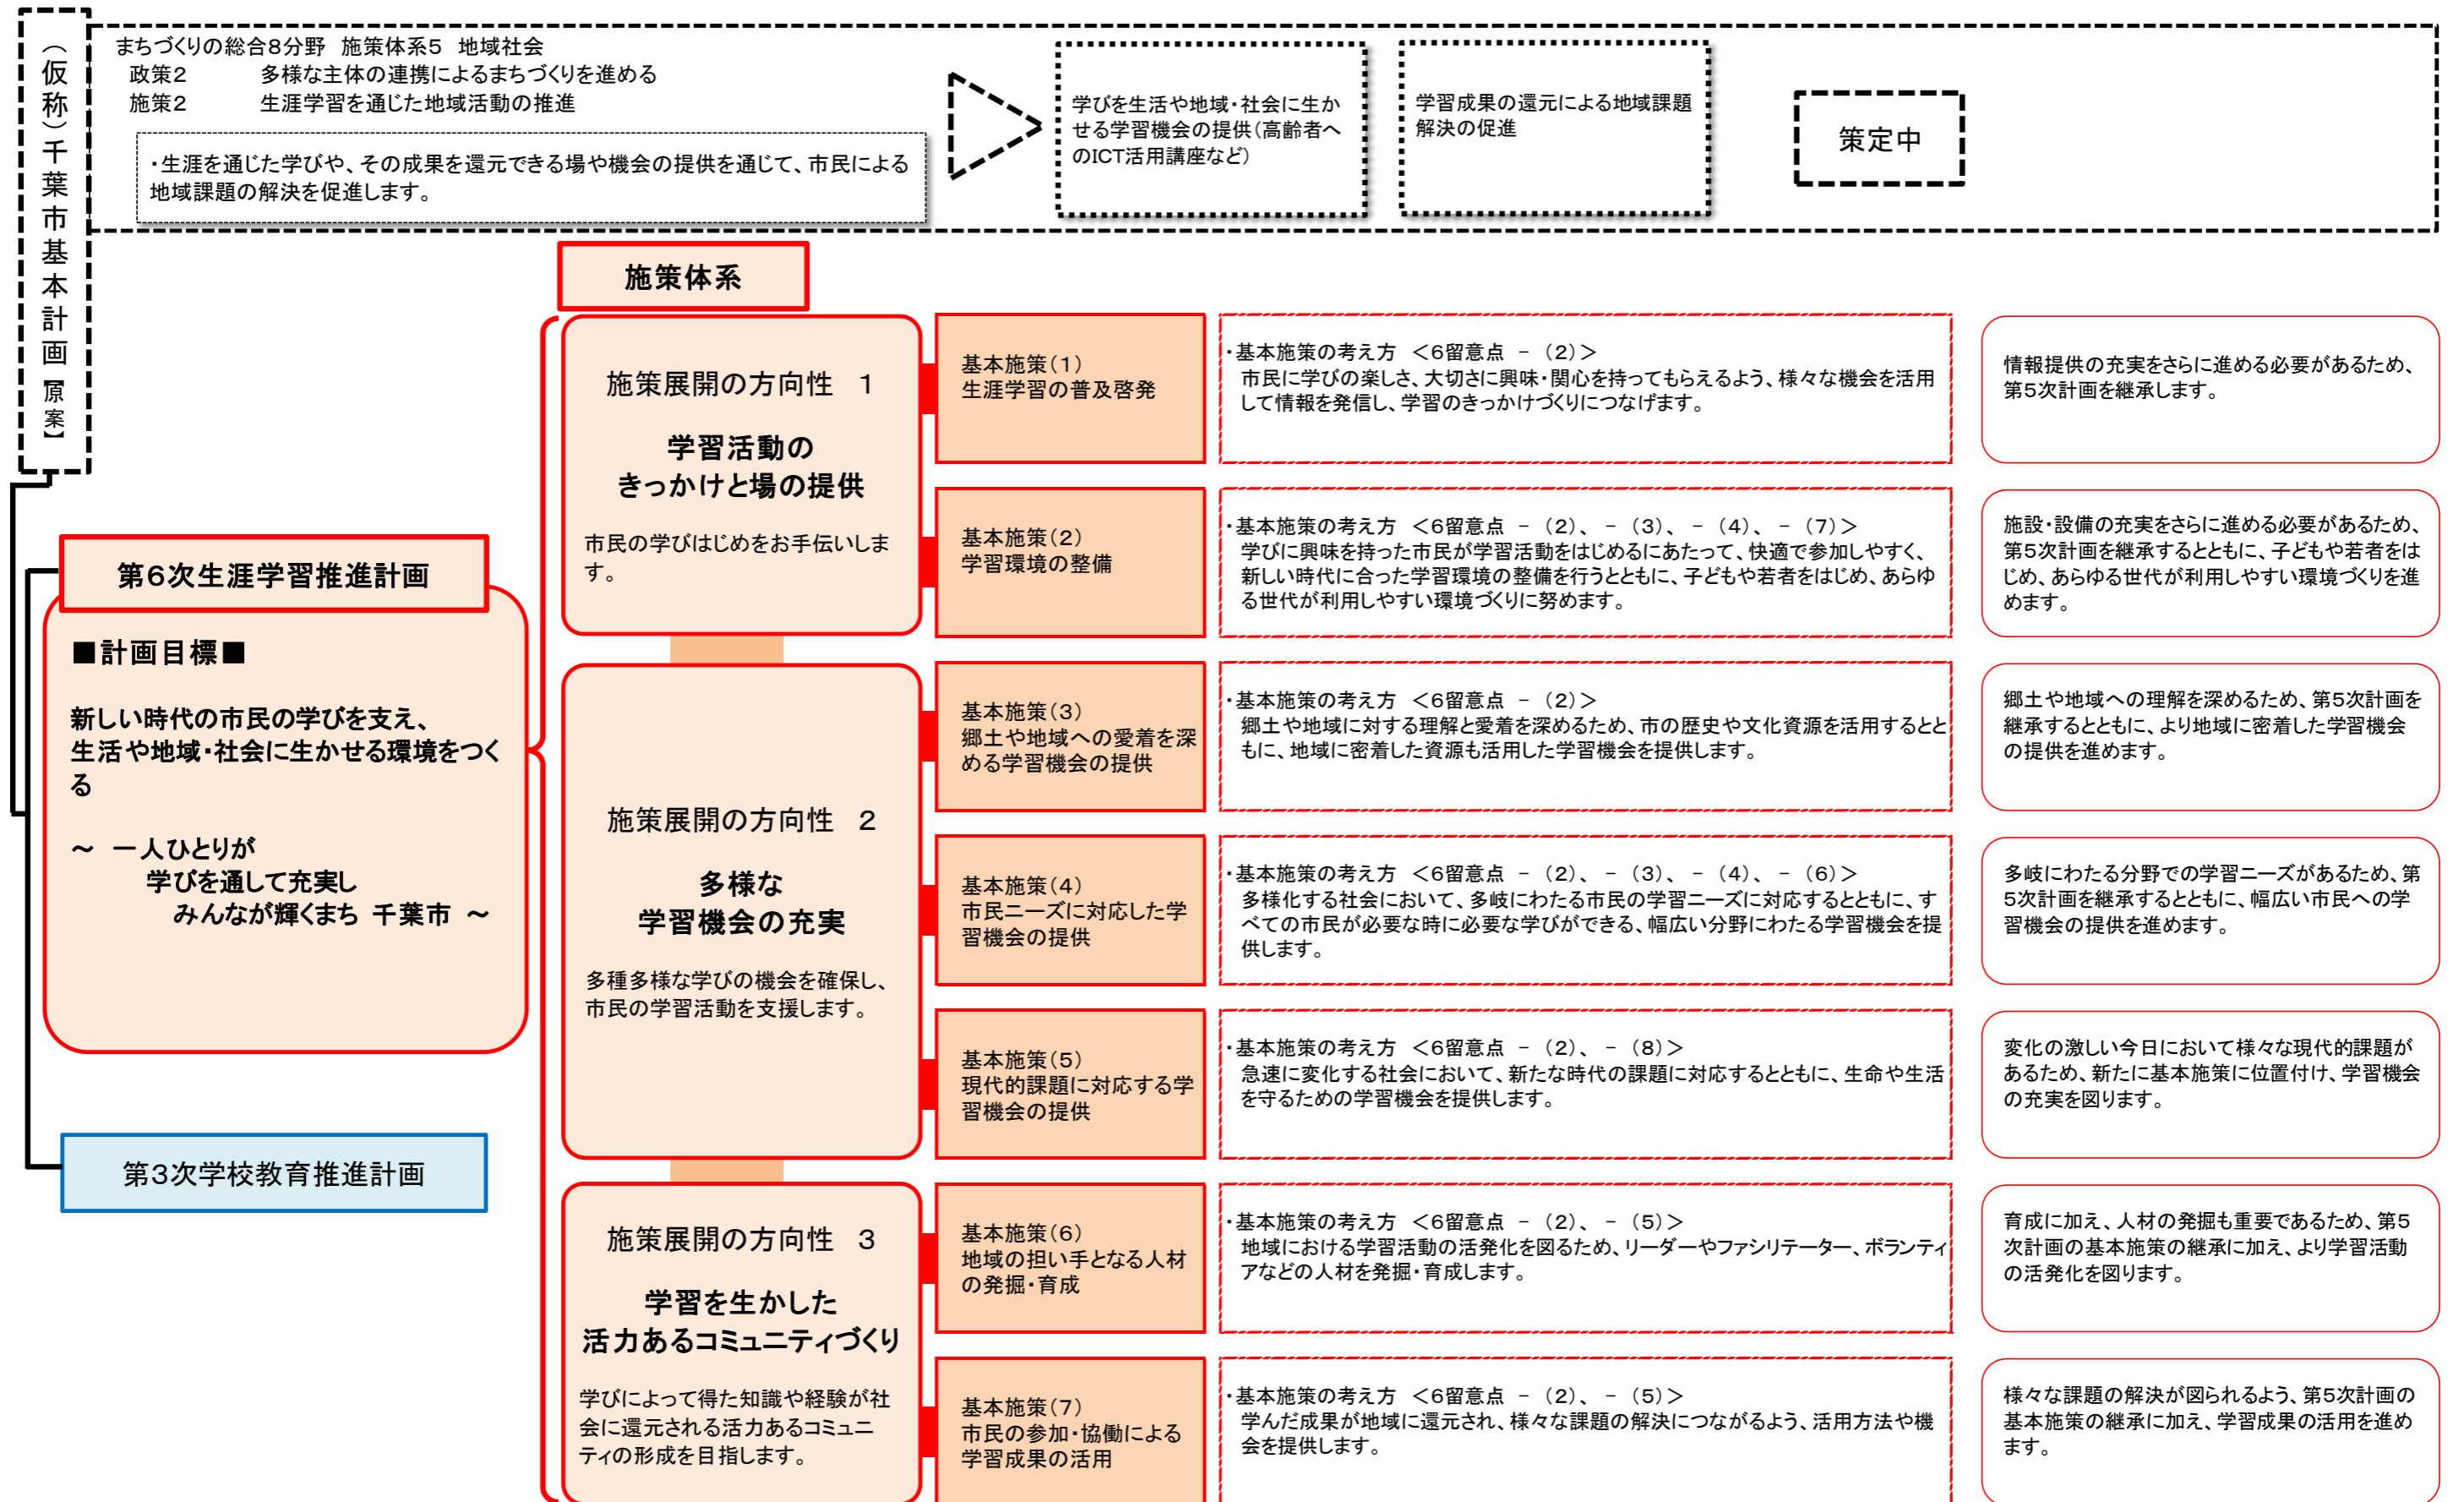 (仮称)千葉市基本計画【原案】
まちづくりの総合8分野 施策体系5 地域社会
政策2 多様な主体の連携によるまちづくりを進める
施策2 生涯学習を通じた地域活動の推進
・生涯を通じた学びや、その成果を還元できる場や機会の提供を通じて、市民による
地域課題の解決を促進します。
学びを生活や地域・社会に生か
せる学習機会の提供(高齢者へ
のICT活用講座など)
学習成果の還元による地域課題
解決の促進
策定中
第6次生涯学習推進計画
■計画目標■
新しい時代の市民の学びを支え、
生活や地域・社会に生かせる環境をつく
る
～ 一人ひとりが
学びを通して充実し
みんなが輝くまち 千葉市 ～
第3次学校教育推進計画
施策体系
施策展開の方向性 1
学習活動の
きっかけと場の提供
市民の学びはじめをお手伝いしま
す。
基本施策(1)
生涯学習の普及啓発
・基本施策の考え方 <6留意点 - (2)>
市民に学びの楽しさ、大切さに興味・関心を持ってもらえるよう、様々な機会を活用
して情報を発信し、学習のきっかけづくりにつなげます。
情報提供の充実をさらに進める必要があるため、
第5次計画を継承します。
基本施策(2)
学習環境の整備
・基本施策の考え方 <6留意点 - (2)、- (3)、- (4)、- (7)>
学びに興味を持った市民が学習活動をはじめるにあたって、快適で参加しやすく、
新しい時代に合った学習環境の整備を行うとともに、子どもや若者をはじめ、あらゆ
る世代が利用しやすい環境づくりに努めます。
施設・設備の充実をさらに進める必要があるため、
第5次計画を継承するとともに、子どもや若者をは
じめ、あらゆる世代が利用しやすい環境づくりを進
めます。
施策展開の方向性 2
多様な
学習機会の充実
多種多様な学びの機会を確保し、
市民の学習活動を支援します。
基本施策(3)
郷土や地域への愛着を深
める学習機会の提供
・基本施策の考え方 <6留意点 - (2)>
郷土や地域に対する理解と愛着を深めるため、市の歴史や文化資源を活用するとと
もに、地域に密着した資源も活用した学習機会を提供します。
郷土や地域への理解を深めるため、第5次計画を
継承するとともに、より地域に密着した学習機会
の提供を進めます。
基本施策(4)
市民ニーズに対応した学
習機会の提供
・基本施策の考え方 <6留意点 - (2)、- (3)、- (4)、- (6)>
多様化する社会において、多岐にわたる市民の学習ニーズに対応するとともに、す
べての市民が必要な時に必要な学びができる、幅広い分野にわたる学習機会を提
供します。
多岐にわたる分野での学習ニーズがあるため、第
5次計画を継承するとともに、幅広い市民への学
習機会の提供を進めます。
基本施策(5)
現代的課題に対応する学
習機会の提供
・基本施策の考え方 <6留意点 - (2)、- (8)>
急速に変化する社会において、新たな時代の課題に対応するとともに、生命や生活
を守るための学習機会を提供します。
変化の激しい今日において様々な現代的課題が
あるため、新たに基本施策に位置付け、学習機会
の充実を図ります。
施策展開の方向性 3
学習を生かした
活力あるコミュニティづくり
学びによって得た知識や経験が社
会に還元される活力あるコミュニ
ティの形成を目指します。
基本施策(6)
地域の担い手となる人材
の発掘・育成
・基本施策の考え方 <6留意点 - (2)、- (5)>
地域における学習活動の活発化を図るため、リーダーやファシリテーター、ボランティ
アなどの人材を発掘・育成します。
育成に加え、人材の発掘も重要であるため、第5
次計画の基本施策の継承に加え、より学習活動
の活発化を図ります。
基本施策(7)
市民の参加・協働による
学習成果の活用
・基本施策の考え方 <6留意点 - (2)、- (5)>
学んだ成果が地域に還元され、様々な課題の解決につながるよう、活用方法や機
会を提供します。
様々な課題の解決が図られるよう、第5次計画の
基本施策の継承に加え、学習成果の活用を進め
ます。